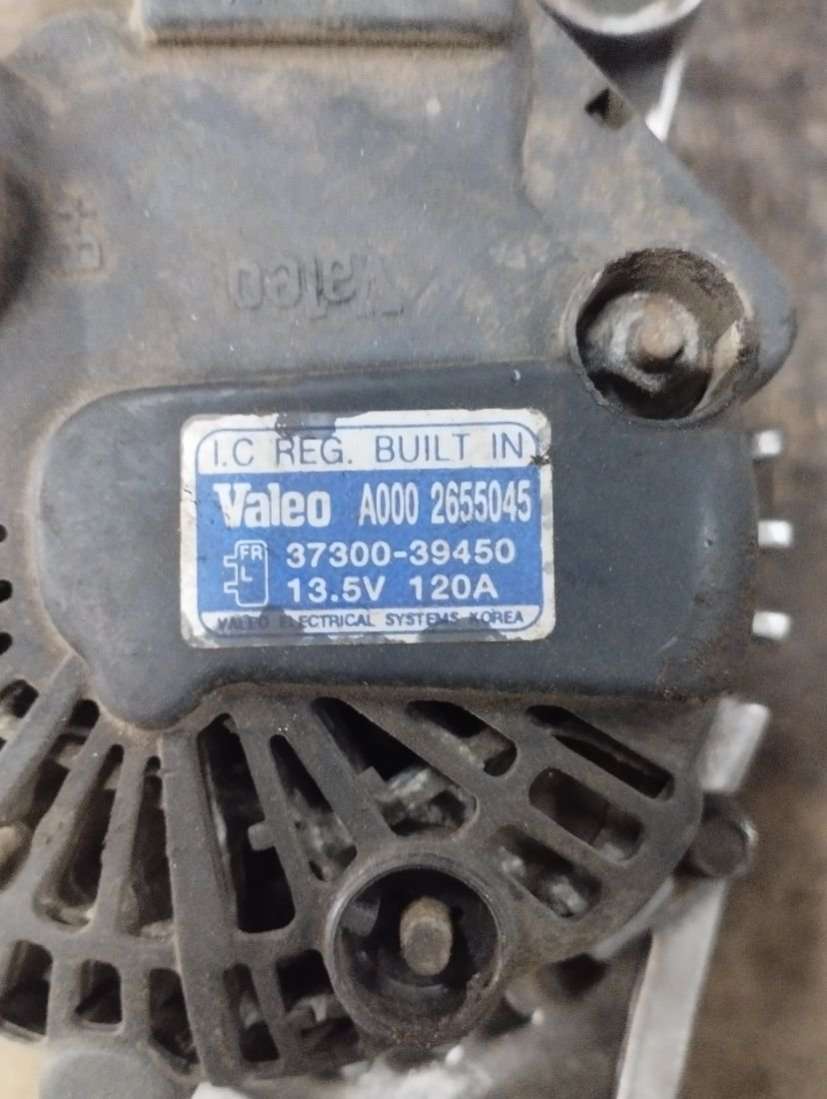 B+
Valeo
I.C REG. BUILT IN
Valeo A000 2655045
FR 37300-39450
L 13.5V 120A
VALEO ELECTRICAL SYSTEMS KOREA